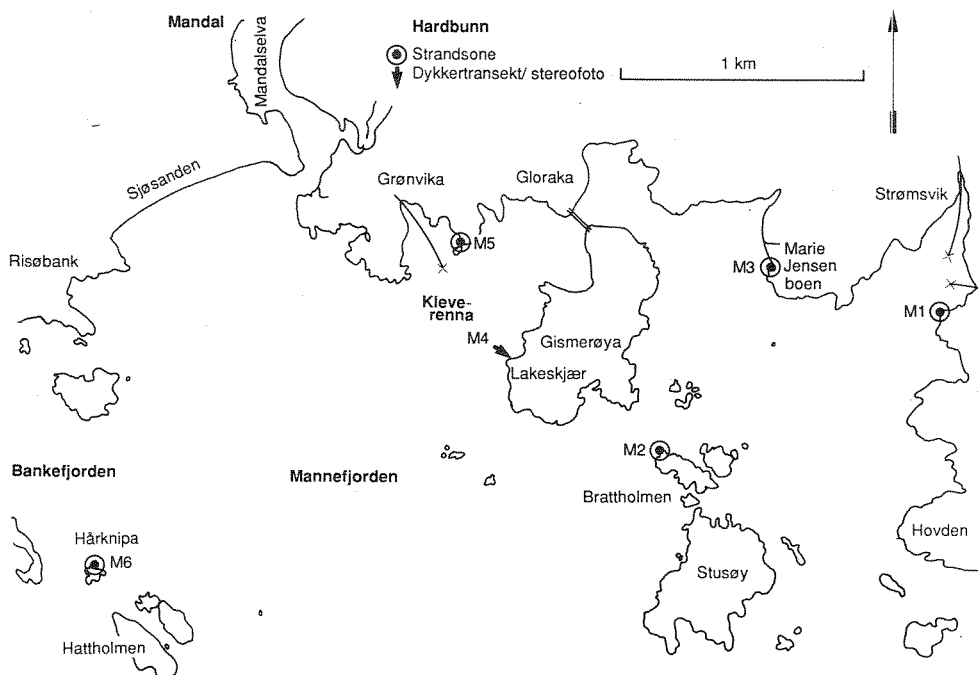 Mandal
Mandalselva
Hardbunn
Strandsone
Dykkertransekt/ stereofoto
1 km
Sjøsanden
Grønvika
Gloraka
Strømsvik
Risøbank
M5
M3
Marie
Jensen
boen
Kleve-
renna
M1
M4
Gismerøya
Lakeskjær
M2
Bankefjorden
Mannefjorden
Brattholmen
Hårknipa
M6
Hovden
Stusøy
Hattholmen